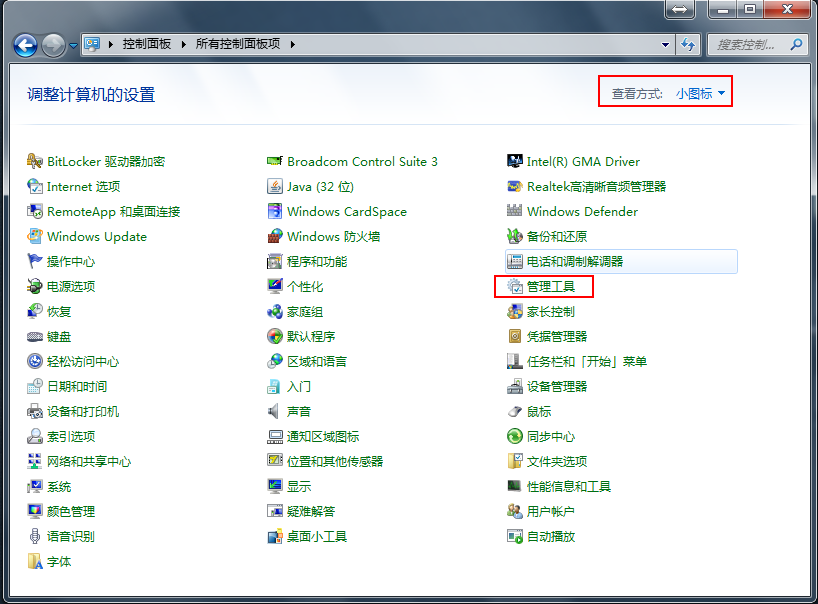 控制面板 所有控制面板项 搜索控制...
调整计算机的设置 查看方式: 小图标
BitLocker 驱动器加密 Broadcom Control Suite 3 Intel(R) GMA Driver
Internet 选项 Java (32 位) Realtek高清晰音频管理器
RemoteApp 和桌面连接 Windows CardSpace Windows Defender
Windows Update Windows 防火墙 备份和还原
操作中心 程序和功能 电话和调制解调器
电源选项 个性化 管理工具
恢复 家庭组 家长控制
键盘 默认程序 凭据管理器
轻松访问中心 区域和语言 任务栏和「开始」菜单
日期和时间 入门 设备管理器
设备和打印机 声音 鼠标
索引选项 通知区域图标 同步中心
网络和共享中心 位置和其他传感器 文件夹选项
系统 显示 性能信息和工具
颜色管理 疑难解答 用户帐户
语音识别 桌面小工具 自动播放
字体